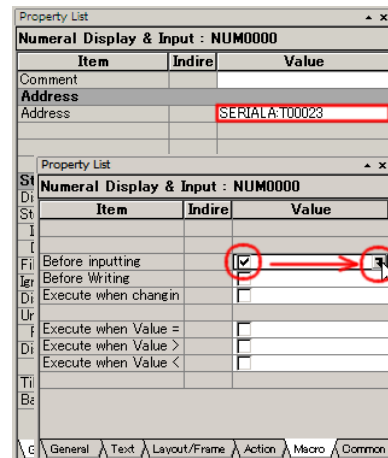 Property List
Numeral Display & Input : NUM0000
Item Indire Value
Comment
Address
Address SERIALA:T00023
Property List
Numeral Display & Input : NUM0000
Item Indire Value
Before inputting
Before Writing
Execute when changin
Execute when Value =
Execute when Value >
Execute when Value <
General Text Layout/Frame Action Macro Common